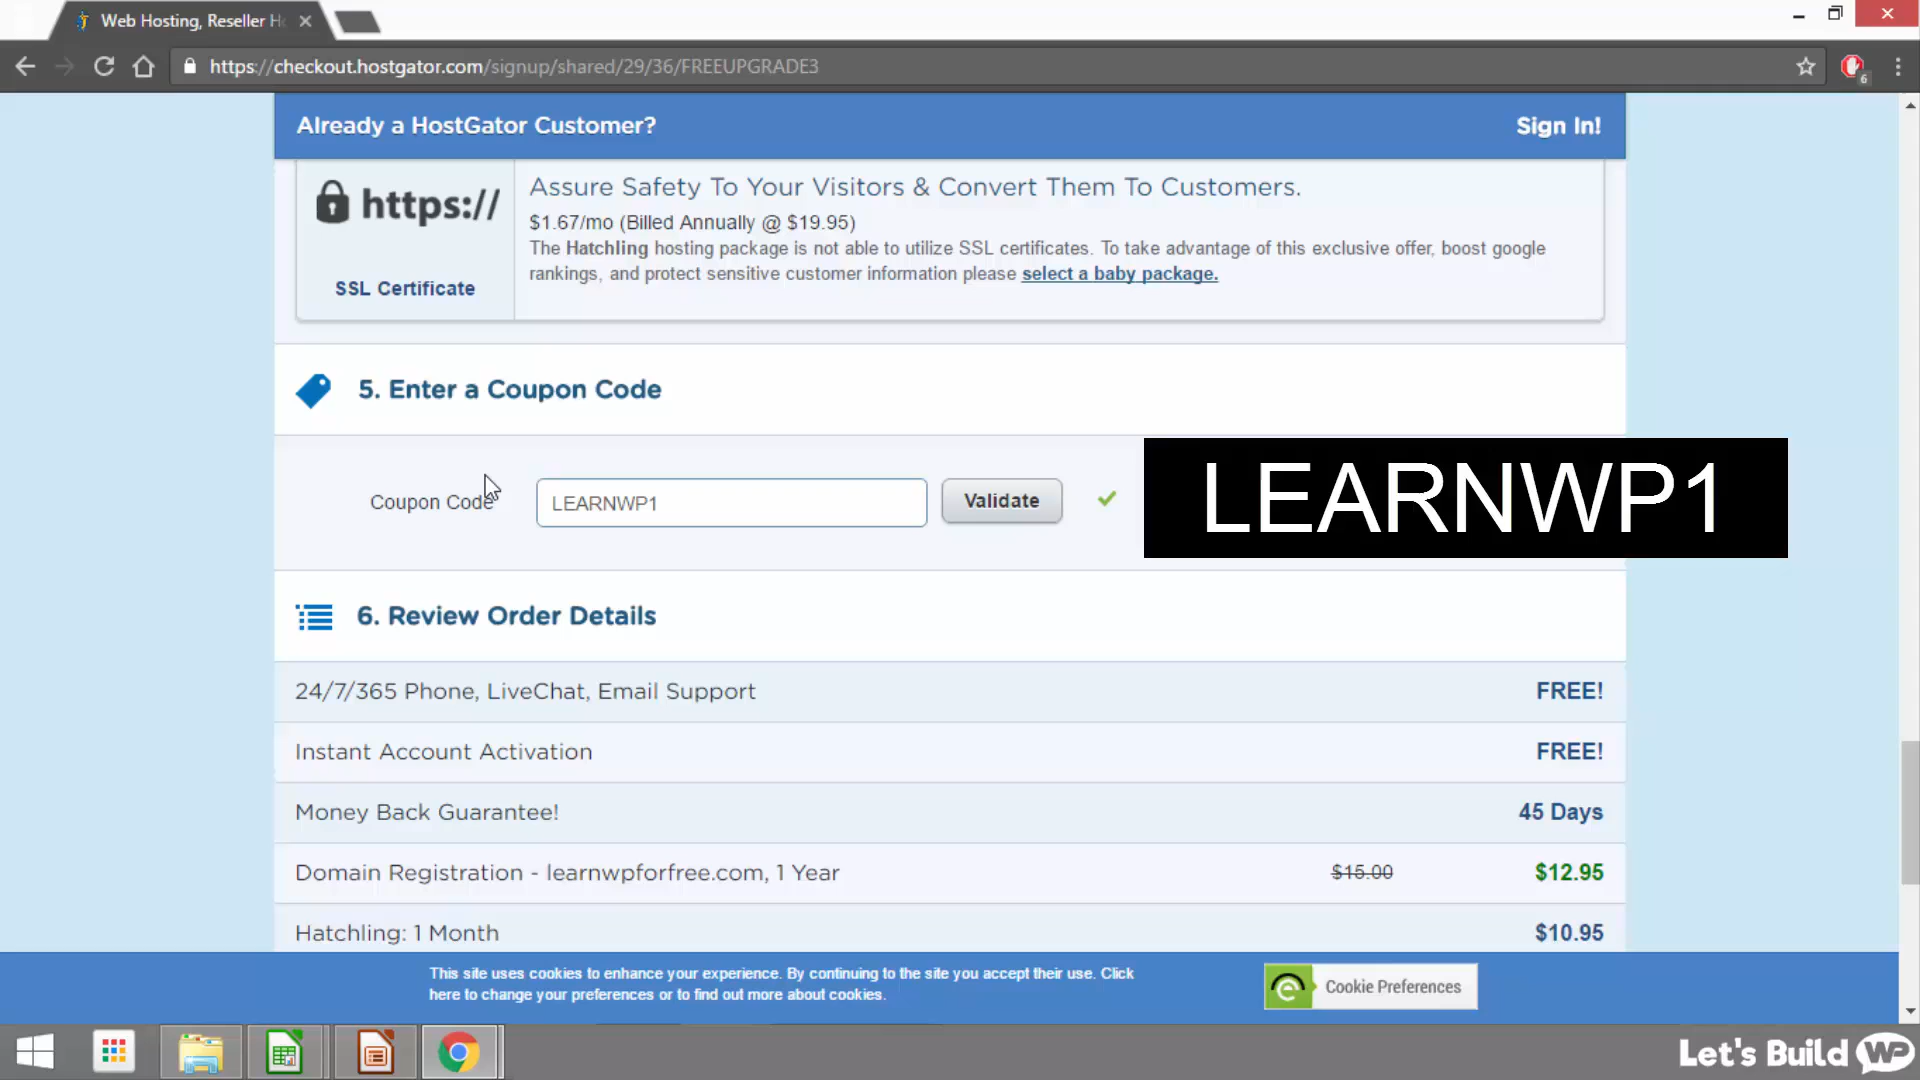 Web Hosting, Reseller H
https://checkout.hostgator.com/signup/shared/29/36/FREEUPGRADE3
6
Already a HostGator Customer?
Sign In!
https://
SSL Certificate
Assure Safety To Your Visitors & Convert Them To Customers.
$1.67/mo (Billed Annually @ $19.95)
The Hatchling hosting package is not able to utilize SSL certificates. To take advantage of this exclusive offer, boost google
rankings, and protect sensitive customer information please select a baby package.
5. Enter a Coupon Code
Coupon Code
LEARNWP1
Validate
LEARNWP1
6. Review Order Details
24/7/365 Phone, LiveChat, Email Support FREE!
Instant Account Activation FREE!
Money Back Guarantee! 45 Days
Domain Registration - learnwpforfree.com, 1 Year $15.00 $12.95
Hatchling: 1 Month $10.95
This site uses cookies to enhance your experience. By continuing to the site you accept their use. Click
here to change your preferences or to find out more about cookies.
Cookie Preferences
Let's Build WP